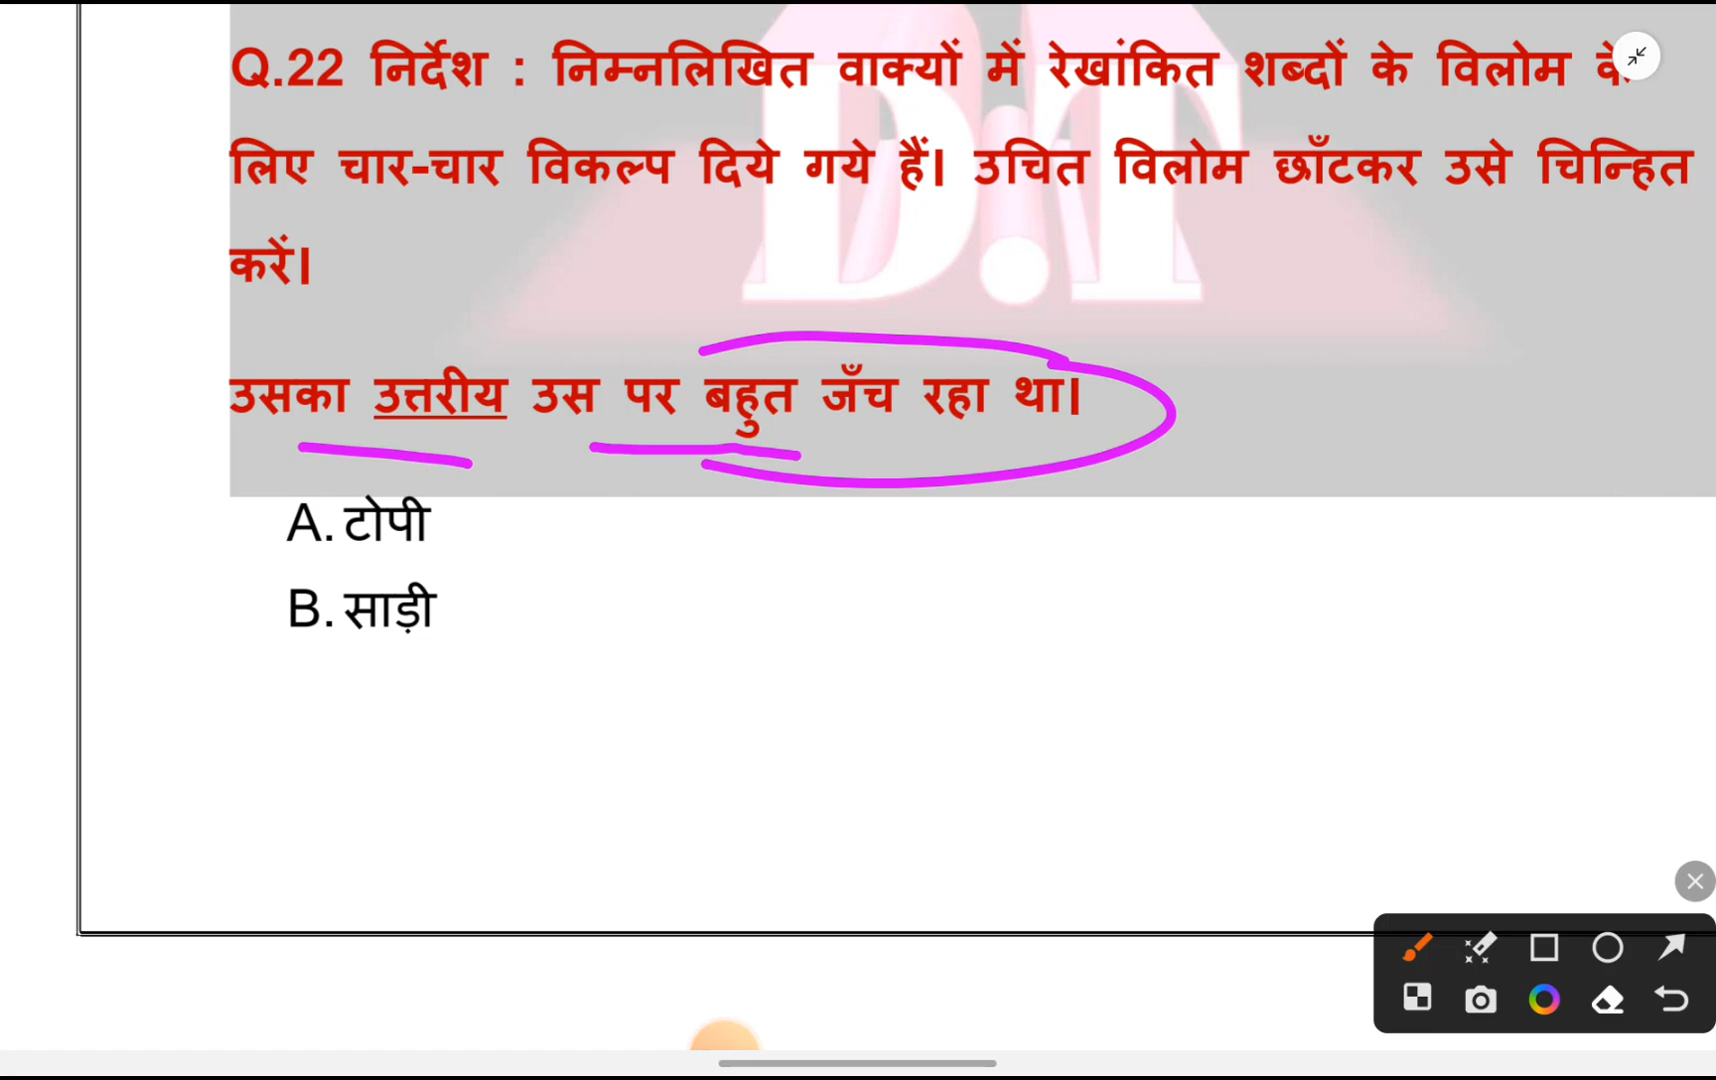 Q.22 निर्देश : निम्नलिखित वाक्यों में रेखांकित शब्दों के विलोम के
लिए चार-चार विकल्प दिये गये हैं। उचित विलोम छाँटकर उसे चिन्हित
करें।
उसका उत्तरीय उस पर बहुत जँच रहा था।
A. टोपी
B. साड़ी
D.T